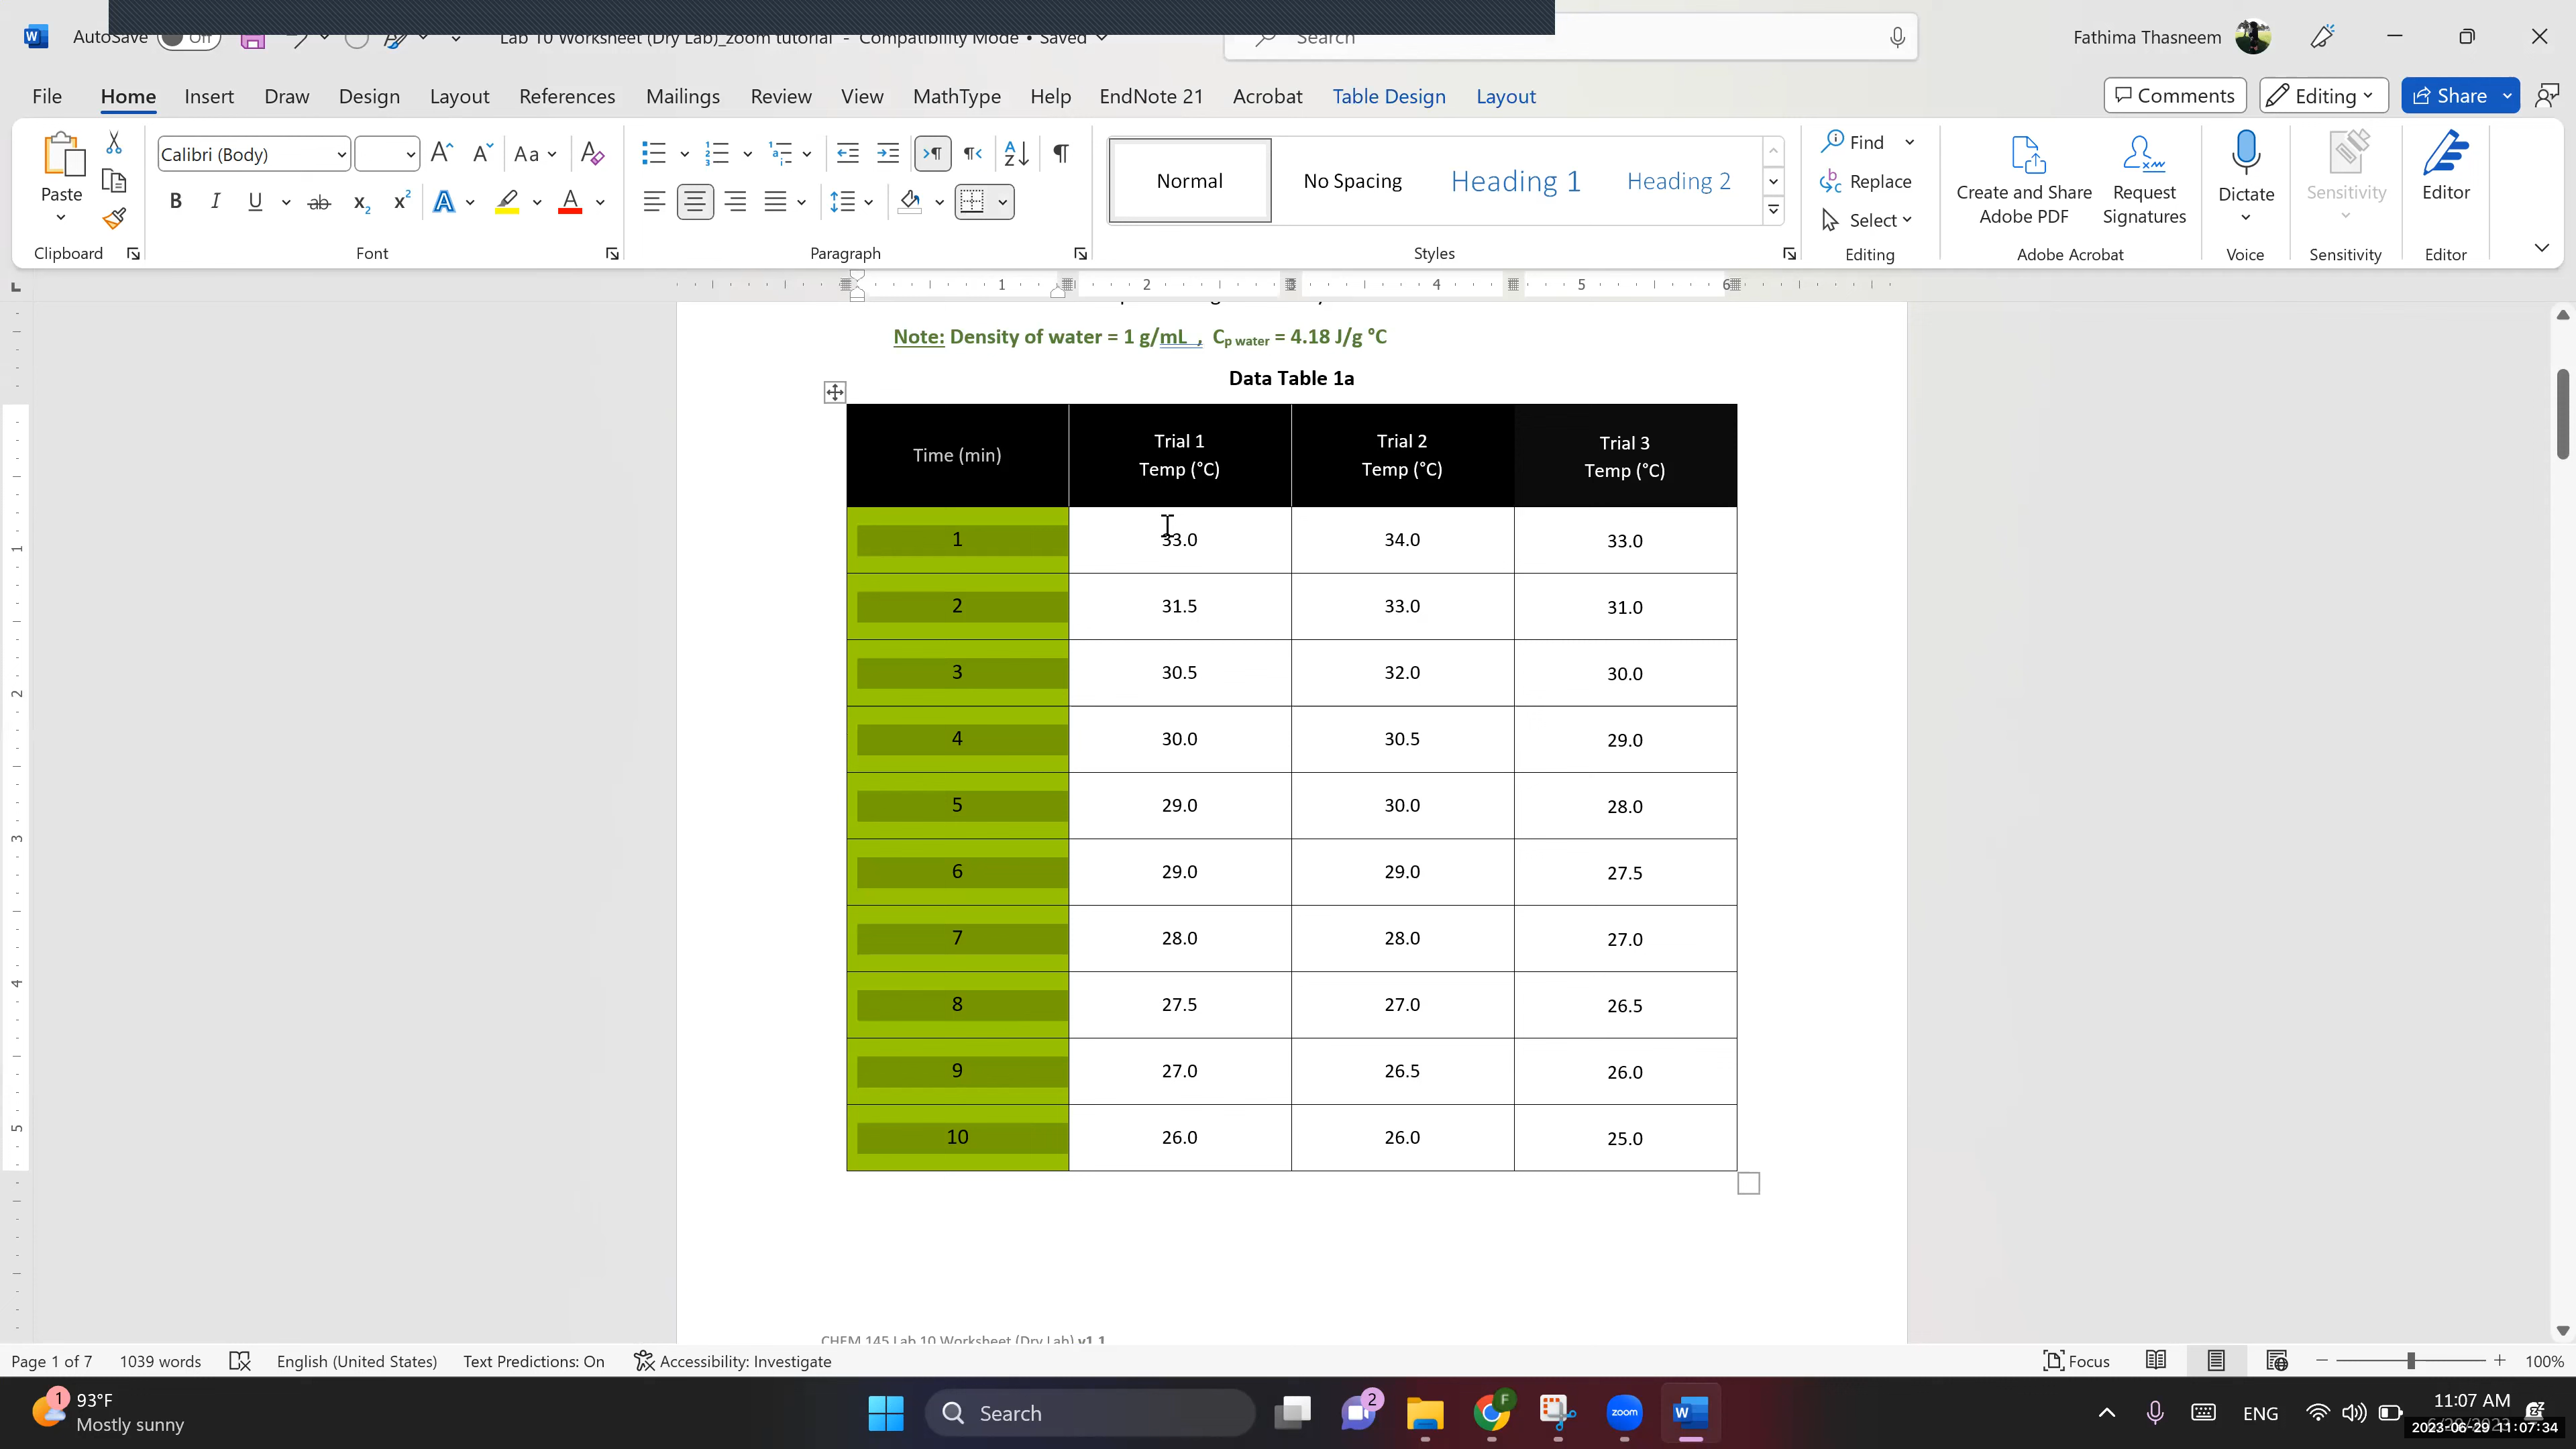 AutoSave Off Lab 10 Worksheet (Dry Lab)_zoom tutorial - Compatibility Mode • Saved Search Fathima Thasneem
File Home Insert Draw Design Layout References Mailings Review View MathType Help EndNote 21 Acrobat Table Design Layout Comments Editing Share
Paste Calibri (Body) Normal No Spacing Heading 1 Heading 2 Find Replace Select Create and Share Adobe PDF Request Signatures Dictate Sensitivity Editor
Clipboard Font Paragraph Styles Editing Adobe Acrobat Voice Sensitivity Editor
1 2 3 4 5 6
Note: Density of water = 1 g/mL , Cp water = 4.18 J/g °C
Data Table 1a
Time (min) Trial 1 Temp (°C) Trial 2 Temp (°C) Trial 3 Temp (°C)
1 33.0 34.0 33.0
2 31.5 33.0 31.0
3 30.5 32.0 30.0
4 30.0 30.5 29.0
5 29.0 30.0 28.0
6 29.0 29.0 27.5
7 28.0 28.0 27.0
8 27.5 27.0 26.5
9 27.0 26.5 26.0
10 26.0 26.0 25.0
CHEM 145 Lab 10 Worksheet (Dry Lab) v1.1
Page 1 of 7 1039 words English (United States) Text Predictions: On Accessibility: Investigate Focus 100%
1 93°F
Mostly sunny
Search 2 F zoom ENG 11:07 AM
2023-06-29 11:07:34